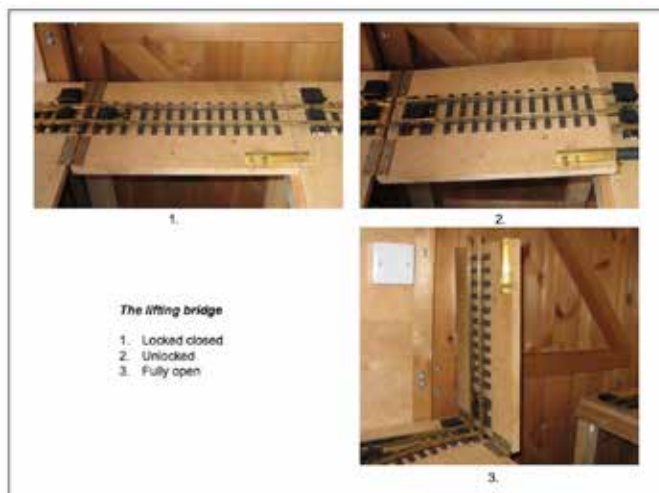 1.
2.
The lifting bridge
1. Locked closed
2. Unlocked
3. Fully open
3.